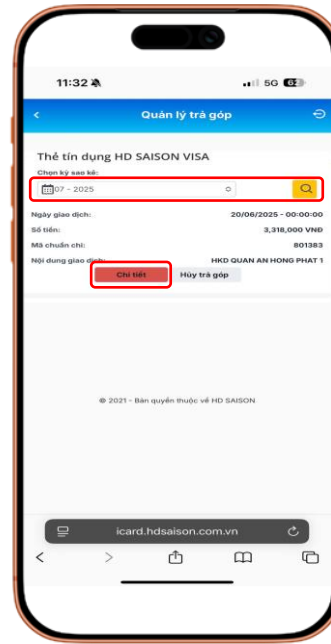 11:32
5G 62
Quản lý trả góp
Thẻ tín dụng HD SAISON VISA
Chọn kỳ sao kê:
07 - 2025
Ngày giao dịch: 20/06/2025 - 00:00:00
Số tiền: 3,318,000 VNĐ
Mã chuẩn chi: 801383
Nội dung giao dịch: HKD QUAN AN HONG PHAT 1
Chi tiết Hủy trả góp
© 2021 - Bản quyền thuộc về HD SAISON
icard.hdsaison.com.vn